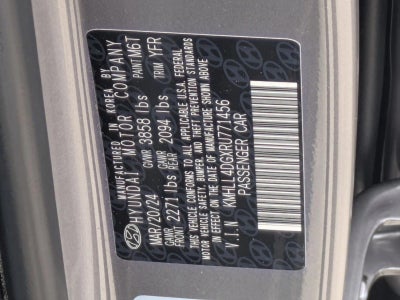 MANUFACTURED IN KOREA BY
HYUNDAI MOTOR COMPANY
PAINT M6T TRIM YFR
MAR/20/24 GVWR 3858 lbs
GAWR FRONT 2271 lbs GAWR REAR 2094 lbs
THIS VEHICLE CONFORMS TO ALL APPLICABLE U.S.A. FEDERAL
MOTOR VEHICLE SAFETY, BUMPER, AND THEFT PREVENTION
STANDARDS IN EFFECT ON THE DATE OF MANUFACTURE SHOWN ABOVE
V.I.N KMHLL4DGXRU771456
PASSENGER CAR